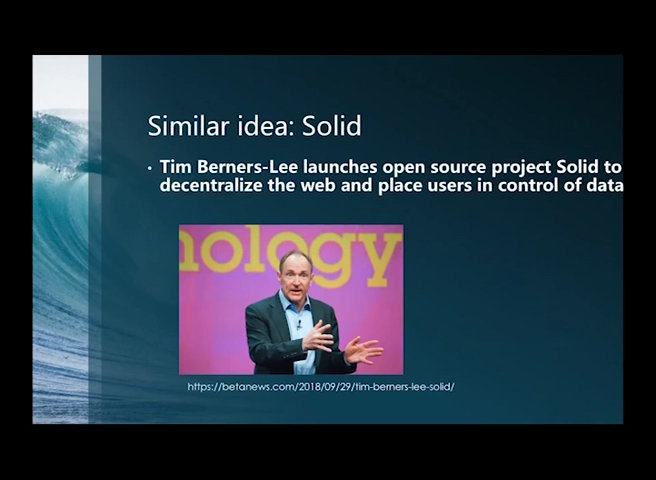 Similar idea: Solid
• Tim Berners-Lee launches open source project Solid to
decentralize the web and place users in control of data
nology
https://betanews.com/2018/09/29/tim-berners-lee-solid/